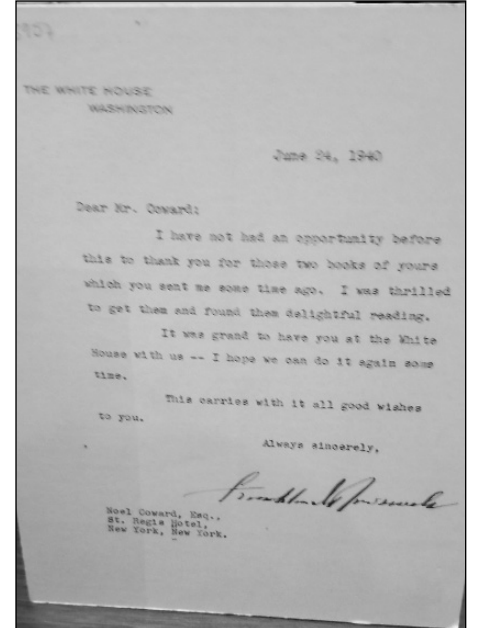 THE WHITE HOUSE
WASHINGTON
June 24, 1940
Dear Mr. Coward:
I have not had an opportunity before
this to thank you for those two books of yours
which you sent me some time ago. I was thrilled
to get them and found them delightful reading.
It was grand to have you at the White
House with us -- I hope we can do it again some
time.
This carries with it all good wishes
to you.
Always sincerely,
Noel Coward, Esq.,
St. Regis Hotel,
New York, New York.